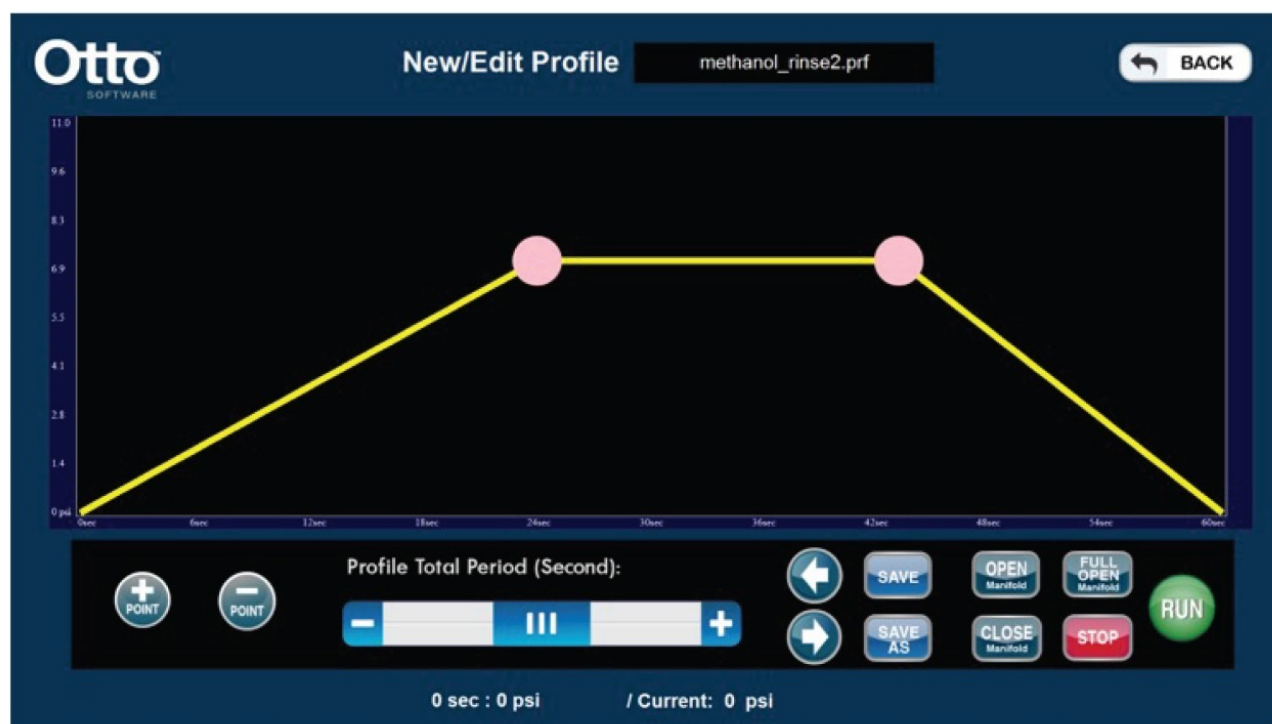 Otto™
SOFTWARE
New/Edit Profile
methanol_rinse2.prf
BACK
11.0
9.6
8.3
6.9
5.5
4.1
2.8
1.4
0 psi
0sec 6sec 12sec 18sec 24sec 30sec 36sec 42sec 48sec 54sec 60sec
+
POINT
-
POINT
Profile Total Period (Second):
- III +
SAVE
SAVE
AS
OPEN
Manifold
FULL
OPEN
Manifold
CLOSE
Manifold
STOP
RUN
0 sec : 0 psi / Current: 0 psi